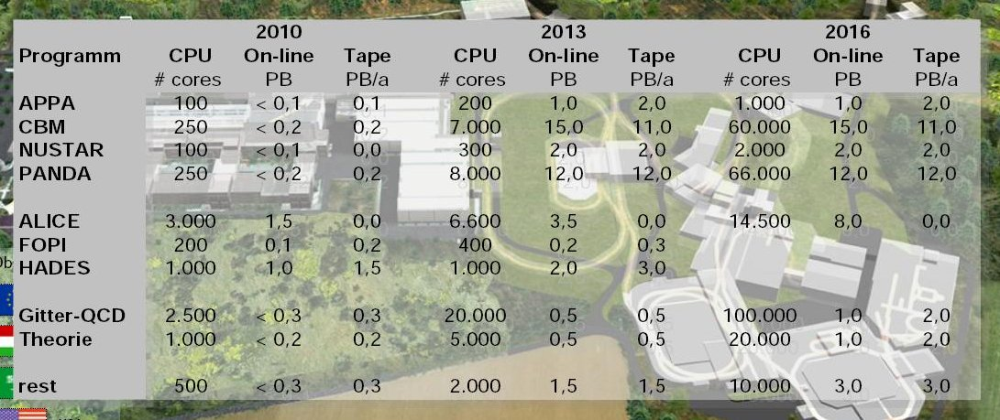 2010 2013 2016
Programm CPU On-line Tape CPU On-line Tape CPU On-line Tape
# cores PB PB/a # cores PB PB/a # cores PB PB/a
APPA 100 < 0,1 0,1 200 1,0 2,0 1.000 1,0 2,0
CBM 250 < 0,2 0,2 7.000 15,0 11,0 60.000 15,0 11,0
NUSTAR 100 < 0,1 0,0 300 2,0 2,0 2.000 2,0 2,0
PANDA 250 < 0,2 0,2 8.000 12,0 12,0 66.000 12,0 12,0
ALICE 3.000 1,5 0,0 6.600 3,5 0,0 14.500 8,0 0,0
FOPI 200 0,1 0,2 400 0,2 0,3
HADES 1.000 1,0 1,5 1.000 2,0 3,0
Gitter-QCD 2.500 < 0,3 0,3 20.000 0,5 0,5 100.000 1,0 2,0
Theorie 1.000 < 0,2 0,2 5.000 0,5 0,5 20.000 1,0 2,0
rest 500 < 0,3 0,3 2.000 1,5 1,5 10.000 3,0 3,0